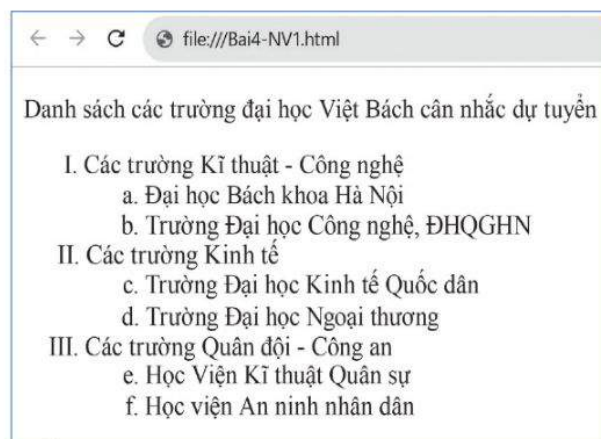 file:///Bai4-NV1.html
Danh sách các trường đại học Việt Bách cân nhắc dự tuyển
I. Các trường Kĩ thuật - Công nghệ
a. Đại học Bách khoa Hà Nội
b. Trường Đại học Công nghệ, ĐHQGHN
II. Các trường Kinh tế
c. Trường Đại học Kinh tế Quốc dân
d. Trường Đại học Ngoại thương
III. Các trường Quân đội - Công an
e. Học Viện Kĩ thuật Quân sự
f. Học viện An ninh nhân dân